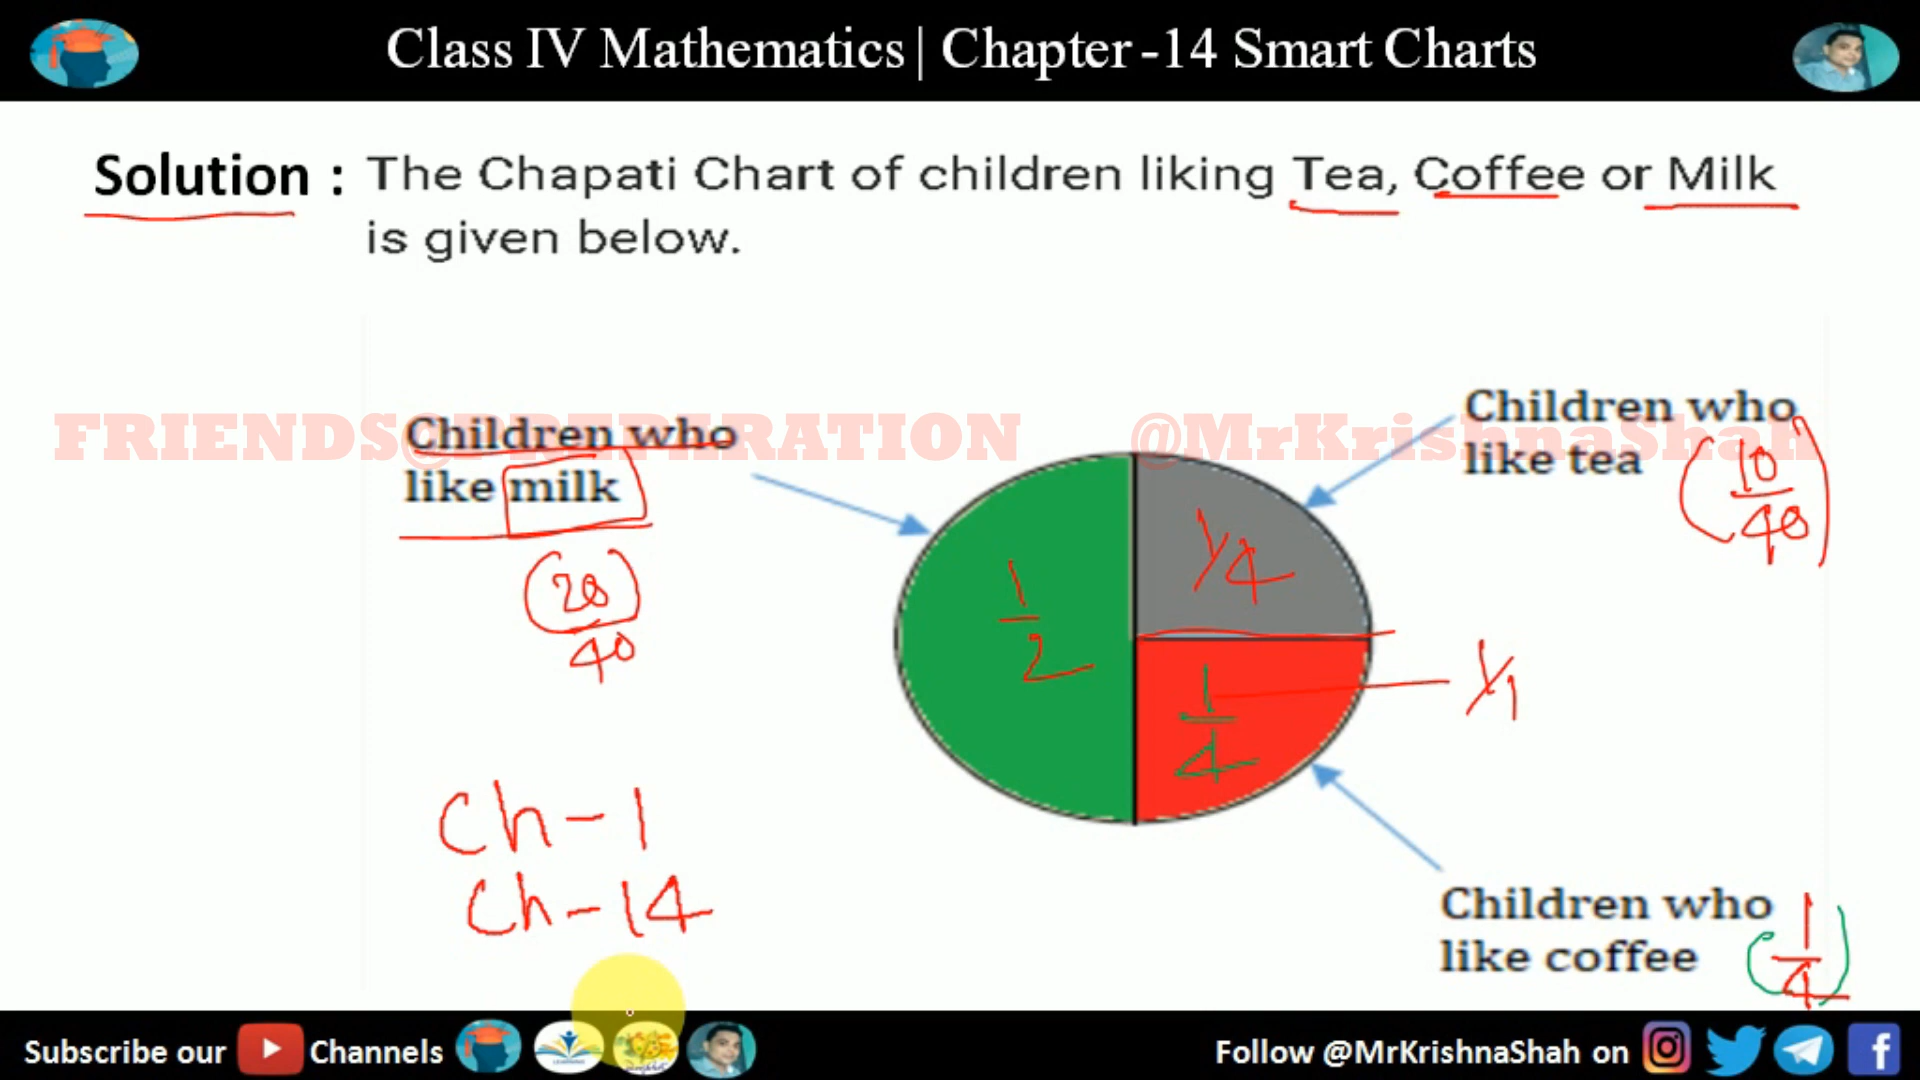 Class IV Mathematics | Chapter -14 Smart Charts
Solution : The Chapati Chart of children liking Tea, Coffee or Milk
is given below.
@MrKrishnaShah
Children who
like milk
20/40
Children who
like tea
10/40
1/2
1/4
1/4
1/1
Ch-1
Ch-14
Children who
like coffee
1/4
Subscribe our Channels
Follow @MrKrishnaShah on